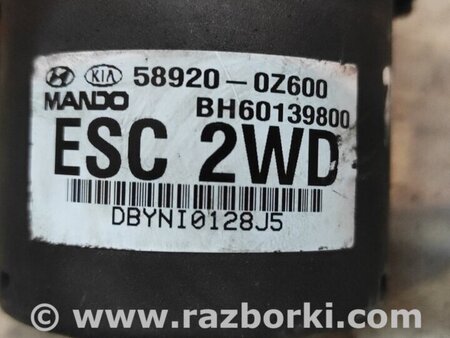 KIA 58920-0Z600
MANDO BH60139800
ESC 2WD
DBYNI0128J5
© www.razborki.com